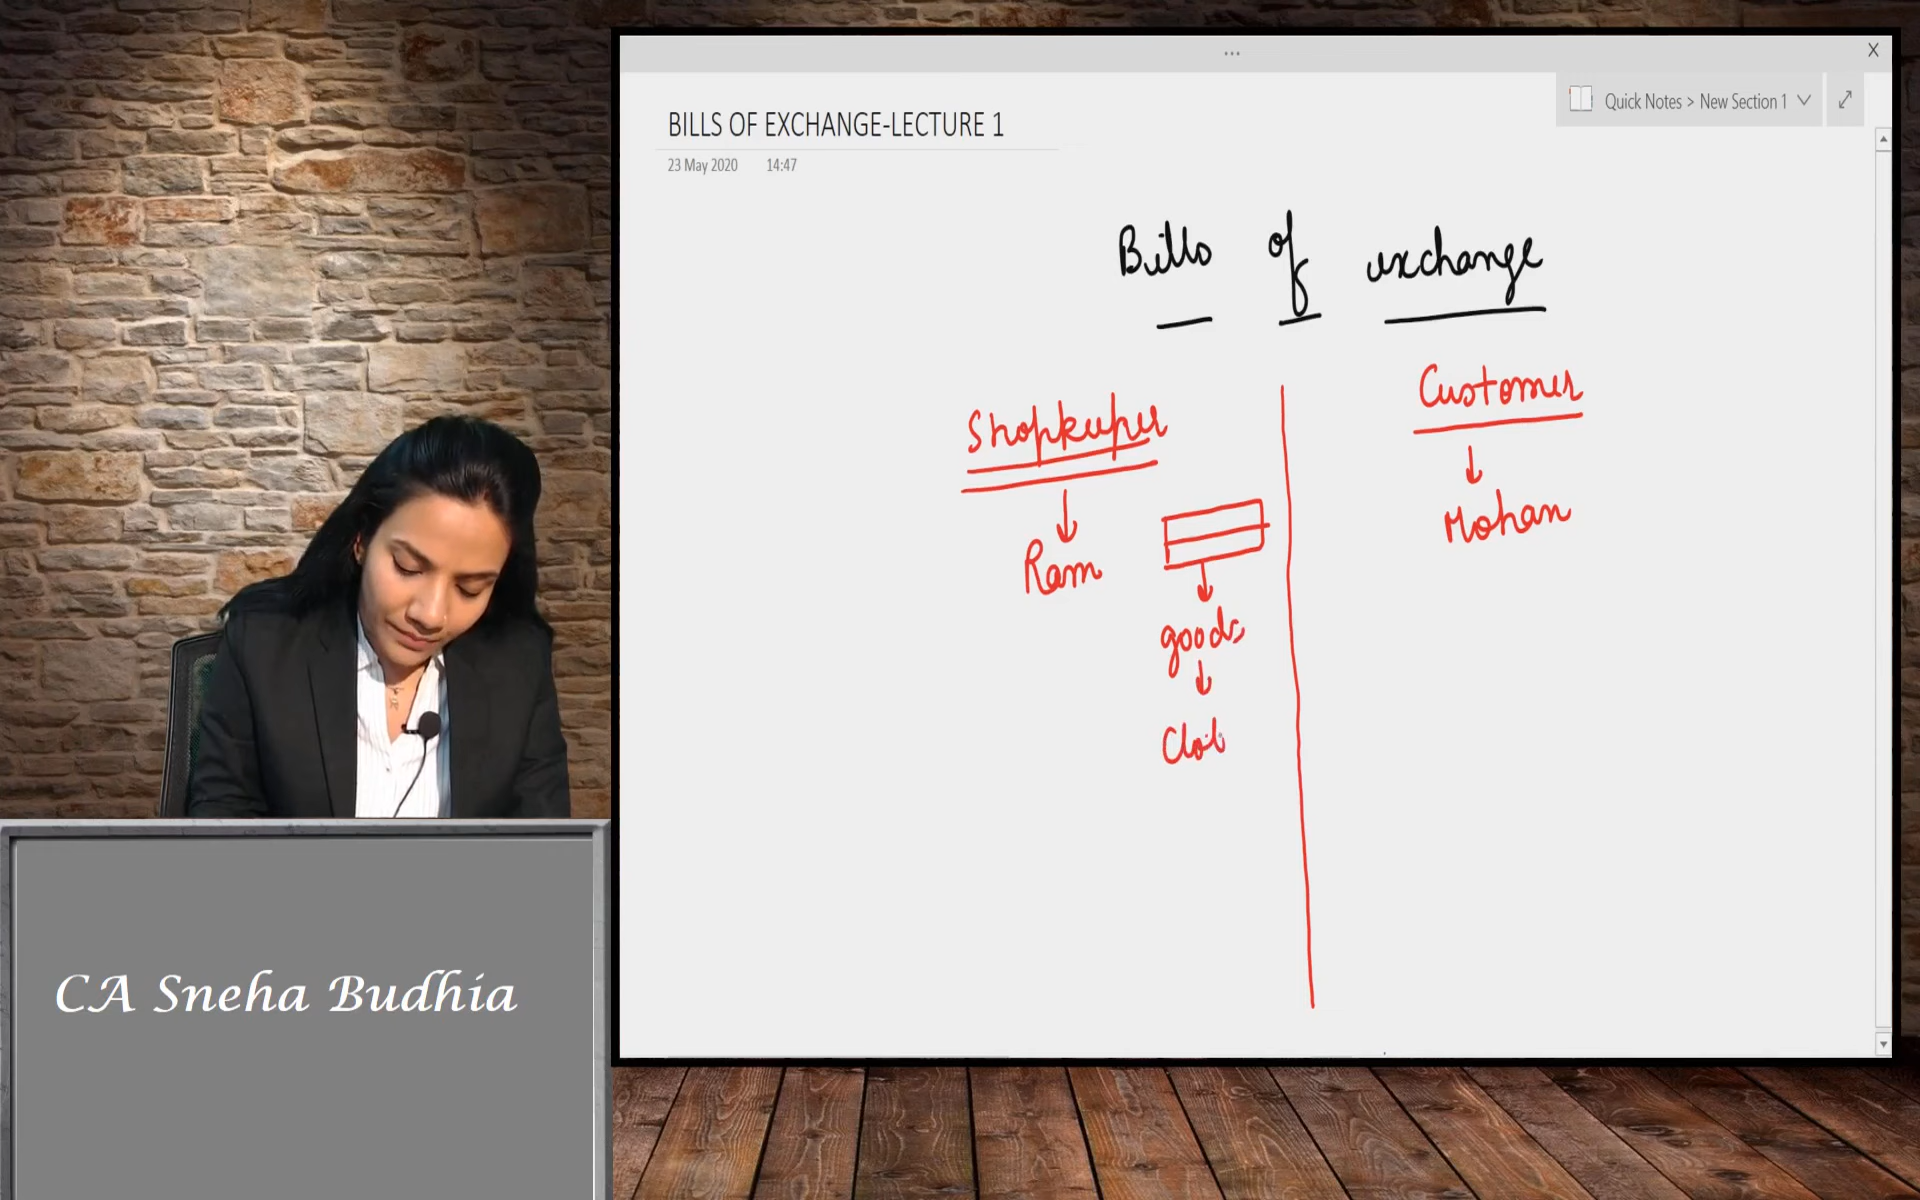 X
Quick Notes > New Section 1
BILLS OF EXCHANGE-LECTURE 1
23 May 2020 14:47
Bills of exchange
Shopkeeper
Customer
Ram
Mohan
goods
Clot
CA Sneha Budhia